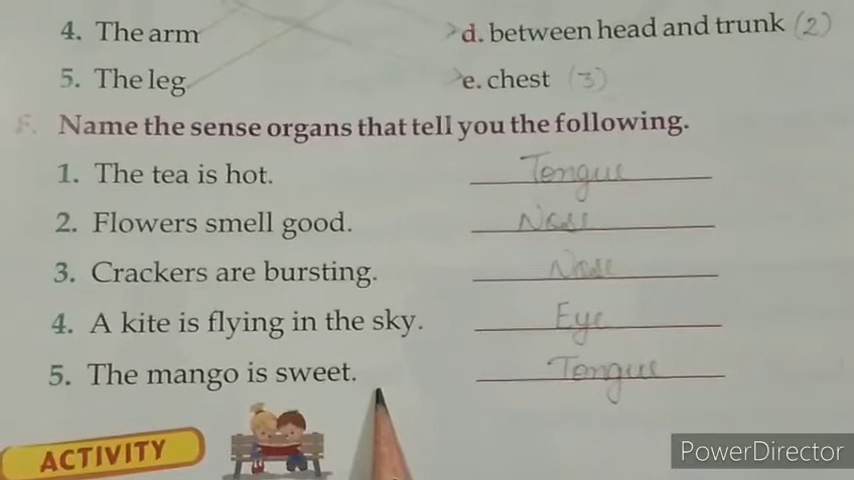 4. The arm d. between head and trunk (2)
5. The leg e. chest (3)
F. Name the sense organs that tell you the following.
1. The tea is hot. Tongue
2. Flowers smell good. Nose
3. Crackers are bursting. Nose
4. A kite is flying in the sky. Eye
5. The mango is sweet. Tongue
ACTIVITY
PowerDirector